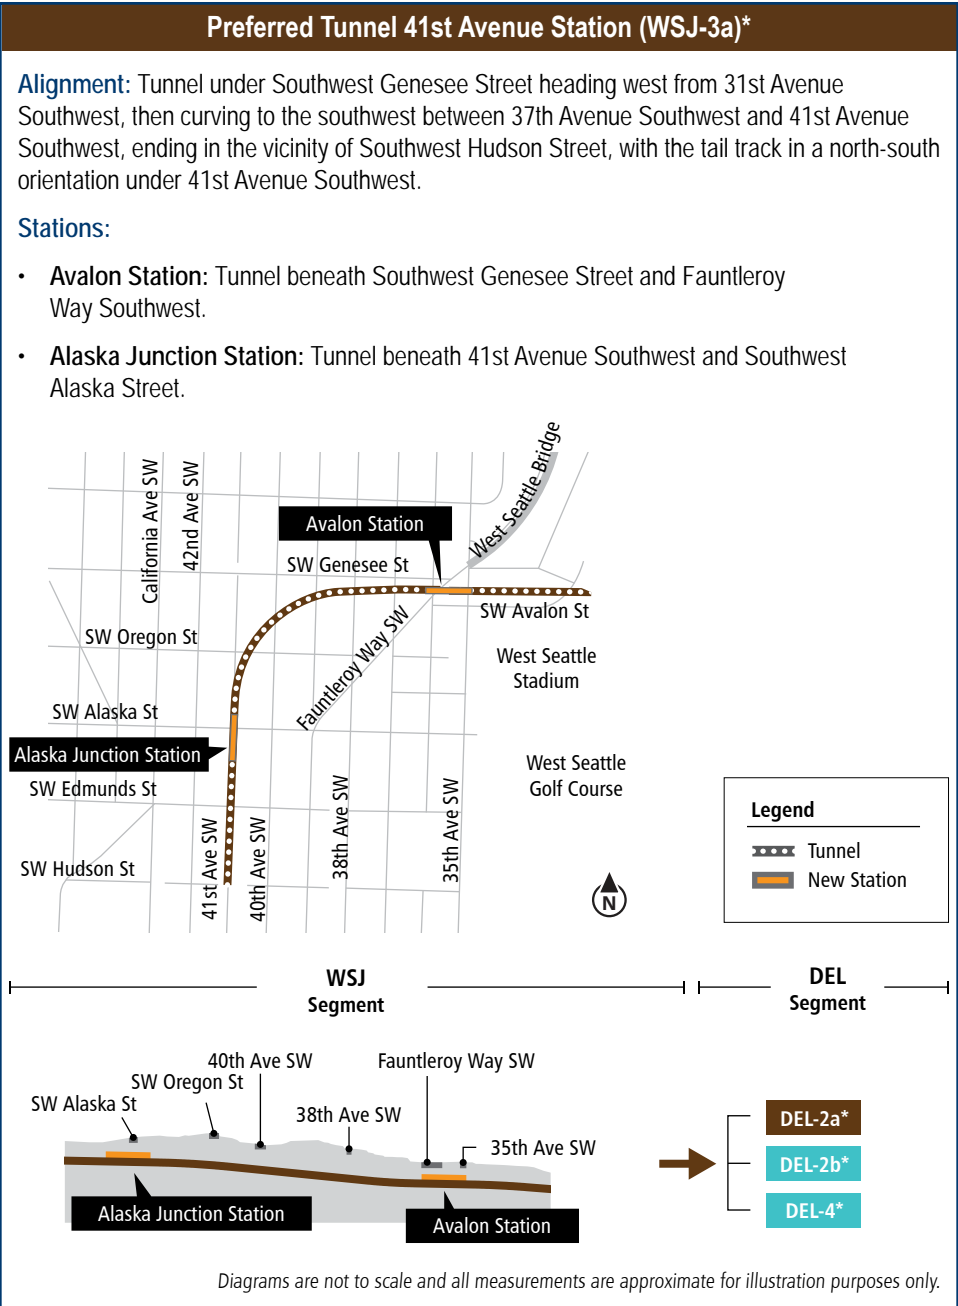 Preferred Tunnel 41st Avenue Station (WSJ-3a)*
Alignment: Tunnel under Southwest Genesee Street heading west from 31st Avenue
Southwest, then curving to the southwest between 37th Avenue Southwest and 41st Avenue
Southwest, ending in the vicinity of Southwest Hudson Street, with the tail track in a north-south
orientation under 41st Avenue Southwest.
Stations:
• Avalon Station: Tunnel beneath Southwest Genesee Street and Fauntleroy
Way Southwest.
• Alaska Junction Station: Tunnel beneath 41st Avenue Southwest and Southwest
Alaska Street.
California Ave SW
42nd Ave SW
West Seattle Bridge
Avalon Station
SW Genesee St
SW Avalon St
SW Oregon St
Fauntleroy Way SW
West Seattle
Stadium
SW Alaska St
Alaska Junction Station
West Seattle
Golf Course
SW Edmunds St
SW Hudson St
41st Ave SW
40th Ave SW
38th Ave SW
35th Ave SW
N
Legend
Tunnel
New Station
WSJ
Segment
DEL
Segment
40th Ave SW
Fauntleroy Way SW
SW Oregon St
SW Alaska St
38th Ave SW
35th Ave SW
Alaska Junction Station
Avalon Station
DEL-2a*
DEL-2b*
DEL-4*
Diagrams are not to scale and all measurements are approximate for illustration purposes only.